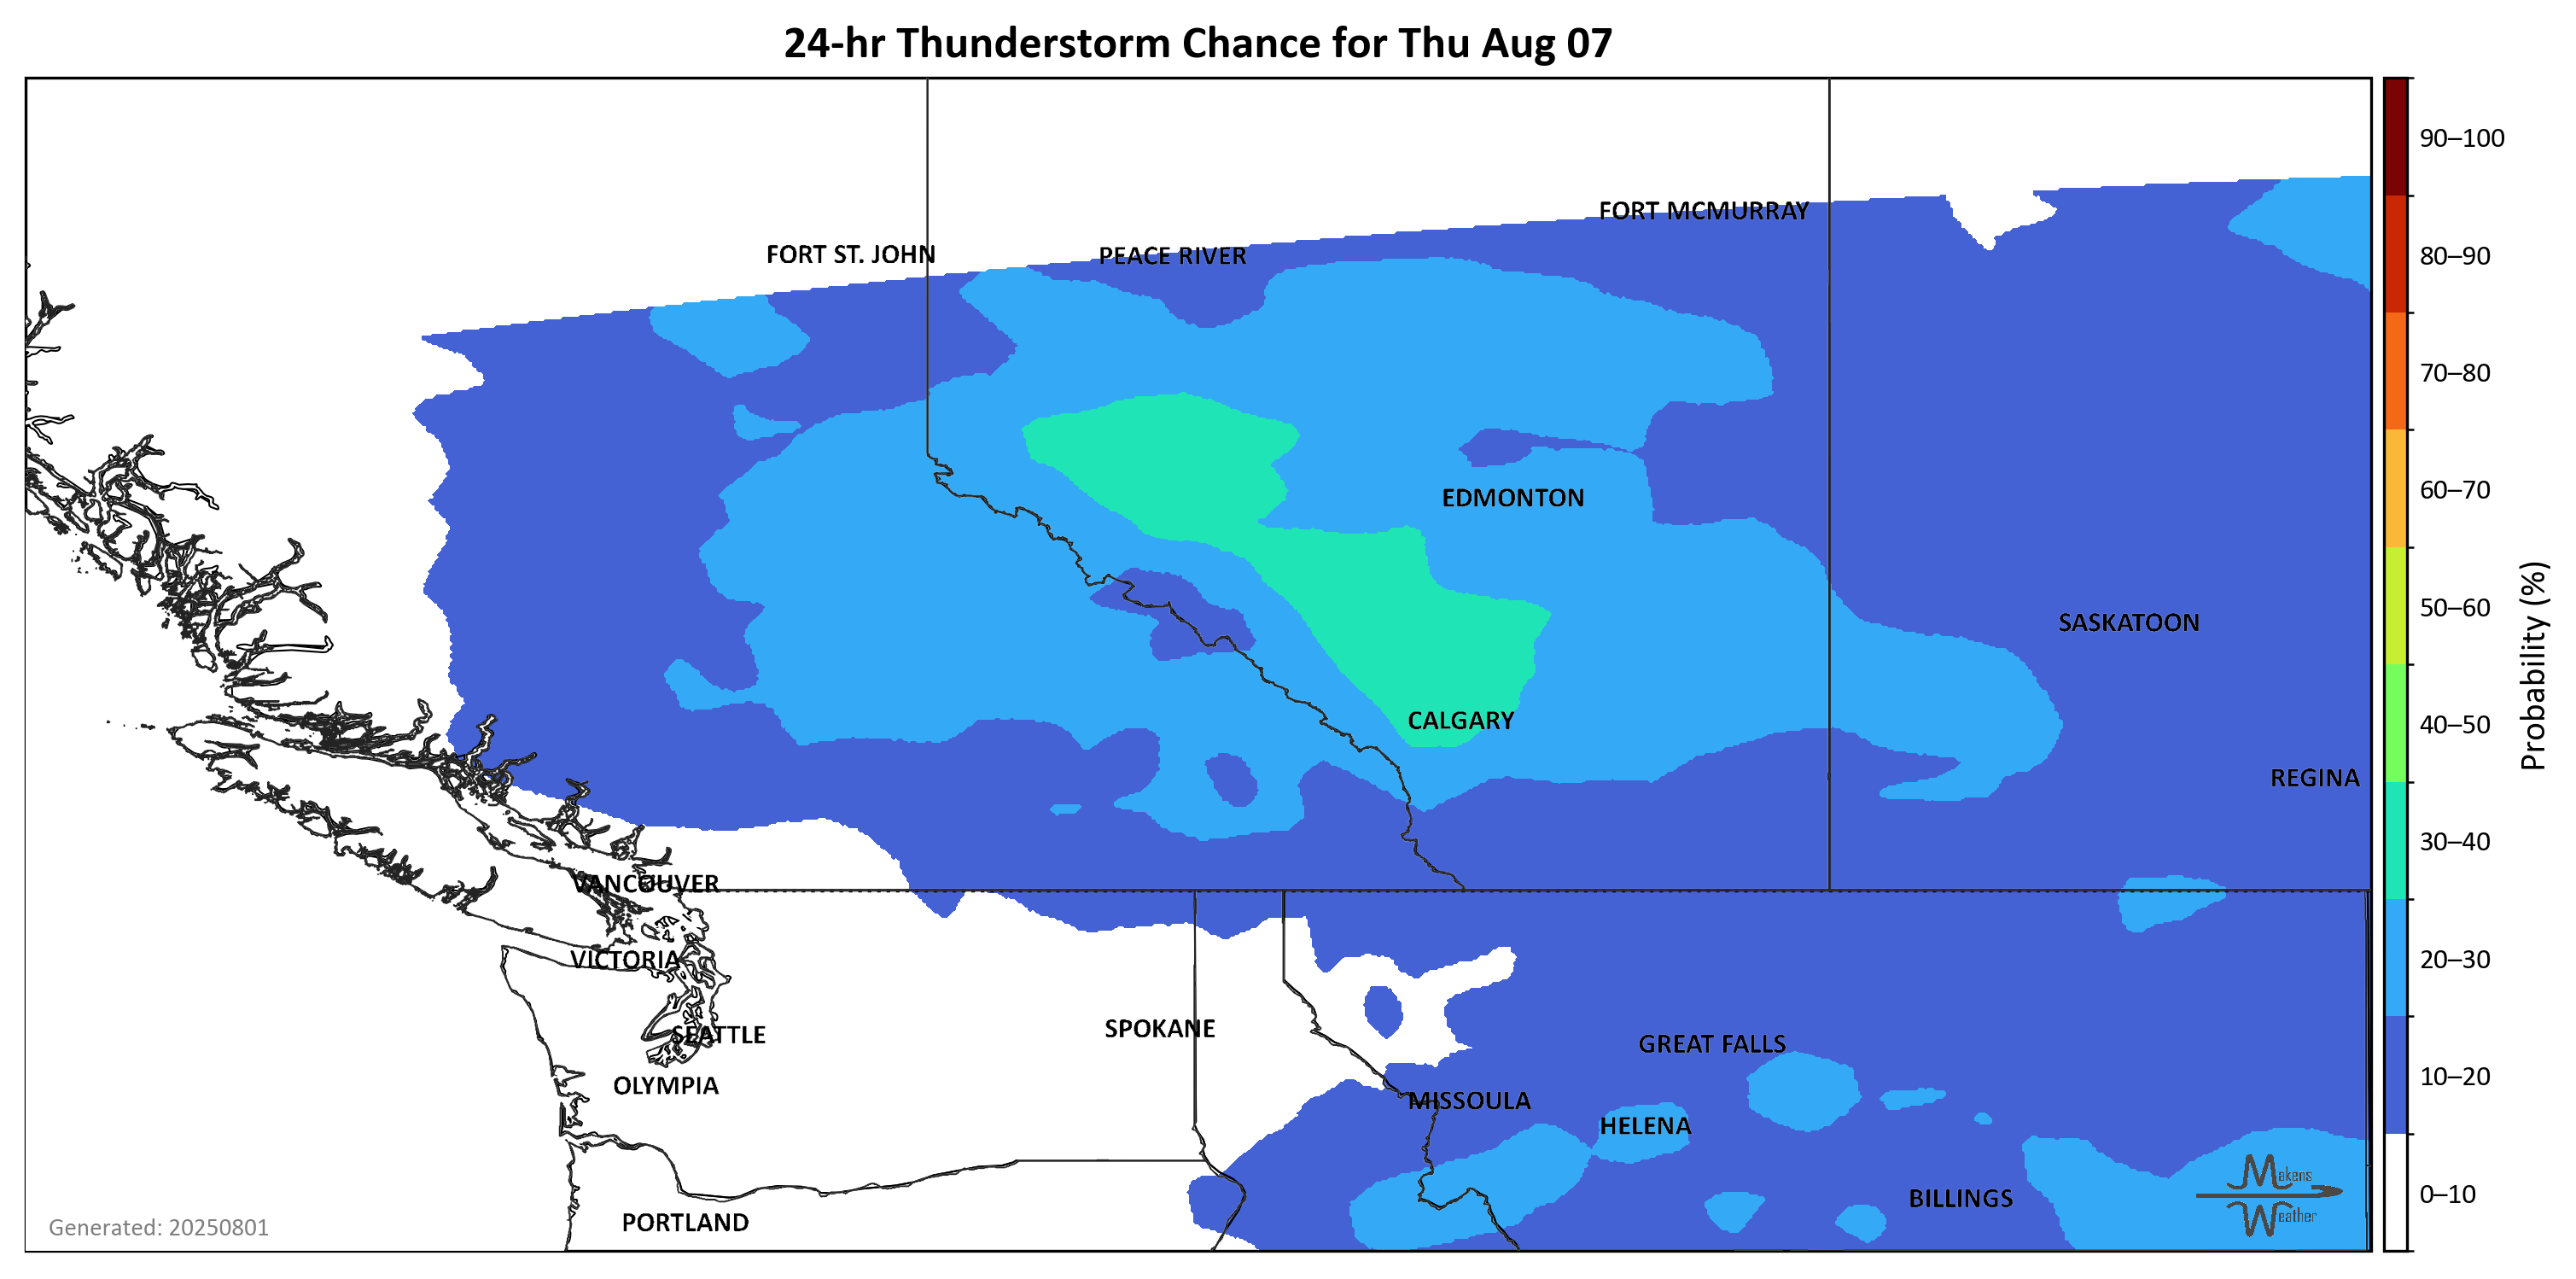 24-hr Thunderstorm Chance for Thu Aug 07
FORT MCMURRAY
FORT ST. JOHN
PEACE RIVER
EDMONTON
SASKATOON
CALGARY
REGINA
VANCOUVER
VICTORIA
SEATTLE
SPOKANE
GREAT FALLS
OLYMPIA
MISSOULA
HELENA
BILLINGS
PORTLAND
Makens
Weather
Generated: 20250801
90–100
80–90
70–80
60–70
50–60
40–50
30–40
20–30
10–20
0–10
Probability (%)